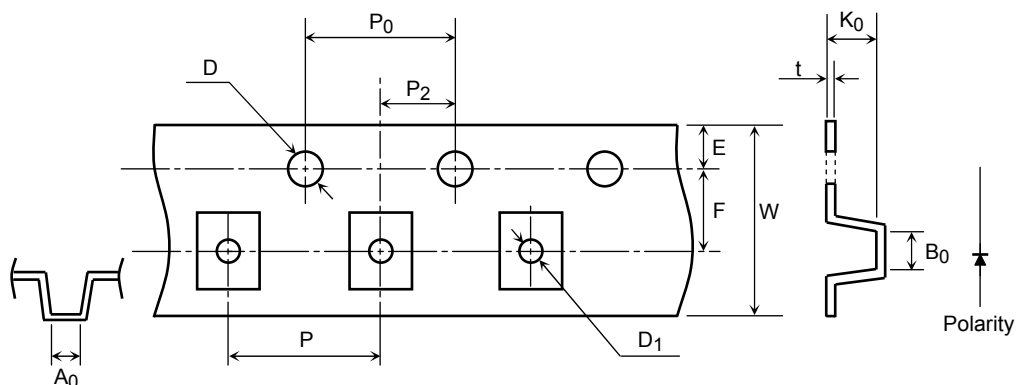 P₀
K₀
D
P₂
t
E
F
W
B₀
P
D₁
A₀
Polarity